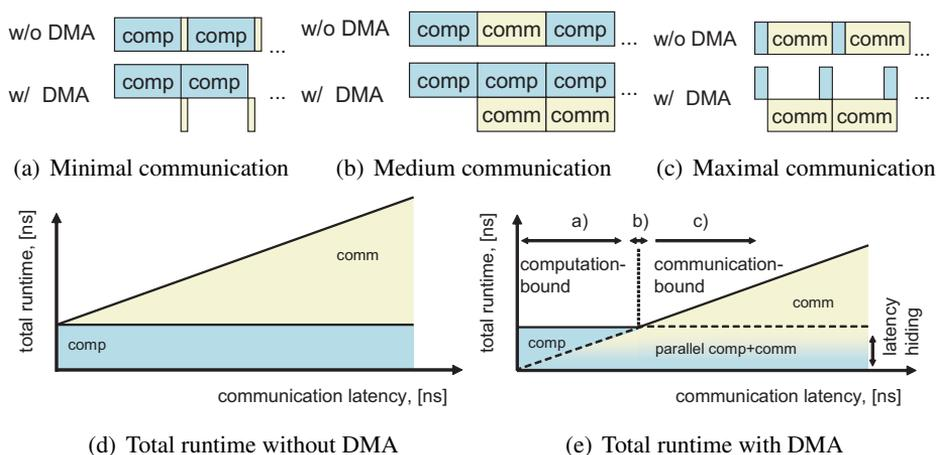 w/o DMA comp comp ...
w/ DMA comp comp ...
(a) Minimal communication
w/o DMA comp comm comp ...
w/ DMA comp comp comp ...
comm comm
(b) Medium communication
w/o DMA comm comm ...
w/ DMA ...
comm comm
(c) Maximal communication
total runtime, [ns]
comm
comp
communication latency, [ns]
(d) Total runtime without DMA
total runtime, [ns]
a) b) c)
computation-
bound
communication-
bound
comm
comp
parallel comp+comm
latency
hiding
communication latency, [ns]
(e) Total runtime with DMA